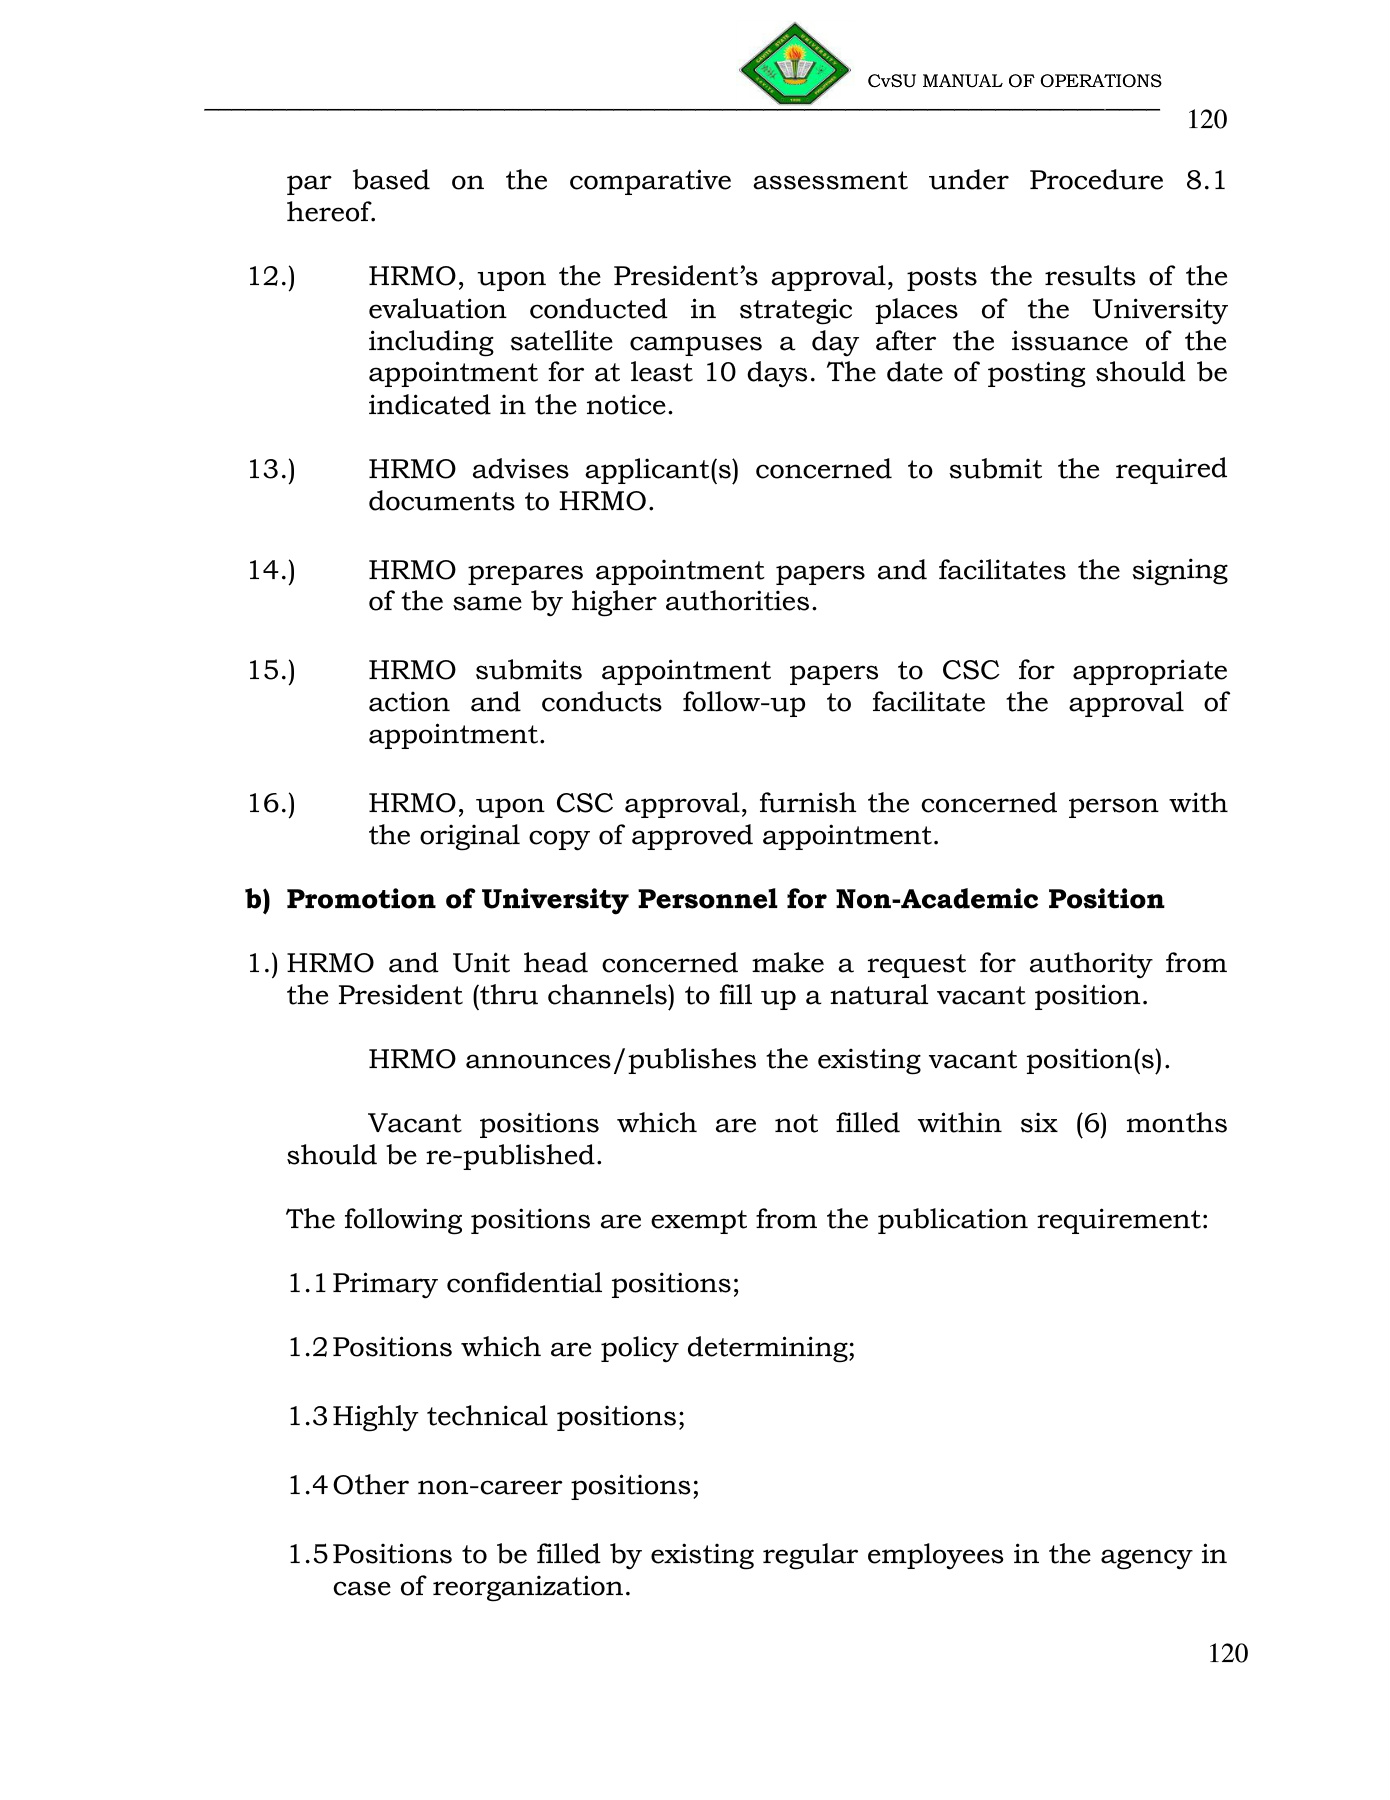 CvSU MANUAL OF OPERATIONS
120
par based on the comparative assessment under Procedure 8.1
hereof.
12.) HRMO, upon the President’s approval, posts the results of the
evaluation conducted in strategic places of the University
including satellite campuses a day after the issuance of the
appointment for at least 10 days. The date of posting should be
indicated in the notice.
13.) HRMO advises applicant(s) concerned to submit the required
documents to HRMO.
14.) HRMO prepares appointment papers and facilitates the signing
of the same by higher authorities.
15.) HRMO submits appointment papers to CSC for appropriate
action and conducts follow-up to facilitate the approval of
appointment.
16.) HRMO, upon CSC approval, furnish the concerned person with
the original copy of approved appointment.
b) Promotion of University Personnel for Non-Academic Position
1.) HRMO and Unit head concerned make a request for authority from
the President (thru channels) to fill up a natural vacant position.
HRMO announces/publishes the existing vacant position(s).
Vacant positions which are not filled within six (6) months
should be re-published.
The following positions are exempt from the publication requirement:
1.1 Primary confidential positions;
1.2 Positions which are policy determining;
1.3 Highly technical positions;
1.4 Other non-career positions;
1.5 Positions to be filled by existing regular employees in the agency in
case of reorganization.
120